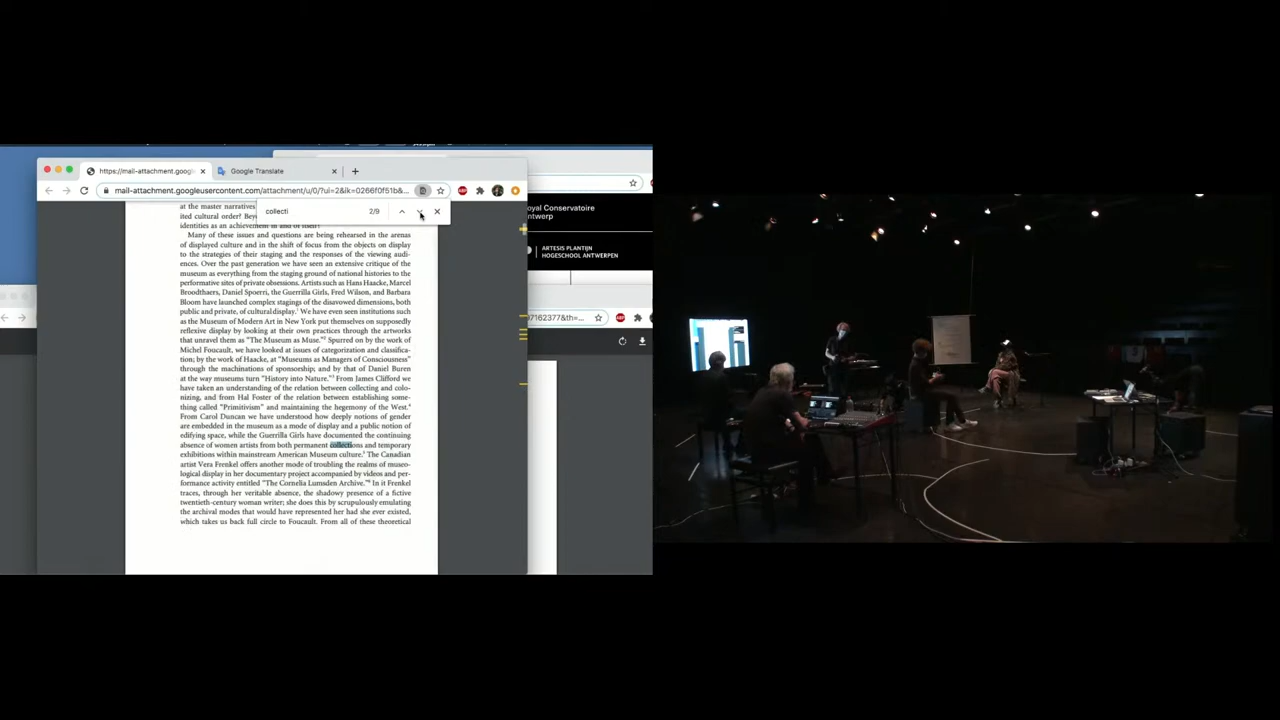 https://mail-attachment.googl
Google Translate
mail-attachment.googleusercontent.com/attachment/u/0/?ui=2&ik=0266f0f51b&...
collecti
2/9
at the master narratives
ited cultural order?
identities as an achievement in and of itself?
Many of these issues and questions are being rehearsed in the arenas
of displayed culture and in the shift of focus from the objects on display
to the strategies of their staging and the responses of the viewing audi-
ences. Over the past generation we have seen an extensive critique of the
museum as everything from the staging ground of national histories to the
performative sites of private obsessions. Artists such as Hans Haacke, Marcel
Broodthaers, Daniel Spoerri, the Guerrilla Girls, Fred Wilson, and Barbara
Bloom have launched complex stagings of the disavowed dimensions, both
public and private, of cultural display.¹ We have even seen institutions such
as the Museum of Modern Art in New York put themselves on supposedly
reflexive display by looking at their own practices through the artworks
that unravel them as "The Museum as Muse."² Spurred on by the work of
Michel Foucault, we have looked at issues of categorization and classifica-
tion; by the work of Haacke, at "Museums as Managers of Consciousness"
through the machinations of sponsorship; and by that of Daniel Buren
at the way museums turn "History into Nature."³ From James Clifford we
have taken an understanding of the relation between collecting and colo-
nizing, and from Hal Foster of the relation between establishing some-
thing called "Primitivism" and maintaining the hegemony of the West.⁴
From Carol Duncan we have understood how deeply notions of gender
are embedded in the museum as a mode of display and a public notion of
edifying space, while the Guerrilla Girls have documented the continuing
absence of women artists from both permanent collections and temporary
exhibitions within mainstream American Museum culture.⁵ The Canadian
artist Vera Frenkel offers another mode of troubling the realms of museo-
logical display in her documentary project accompanied by videos and per-
formance activity entitled "The Cornelia Lumsden Archive."⁶ In it Frenkel
traces, through her veritable absence, the shadowy presence of a fictive
twentieth-century woman writer; she does this by scrupulously emulating
the archival modes that would have represented her had she ever existed,
which takes us back full circle to Foucault. From all of these theoretical
oyal Conservatoire
ntwerp
ARTESIS PLANTIJN
HOGESCHOOL ANTWERPEN
97162377&th=...